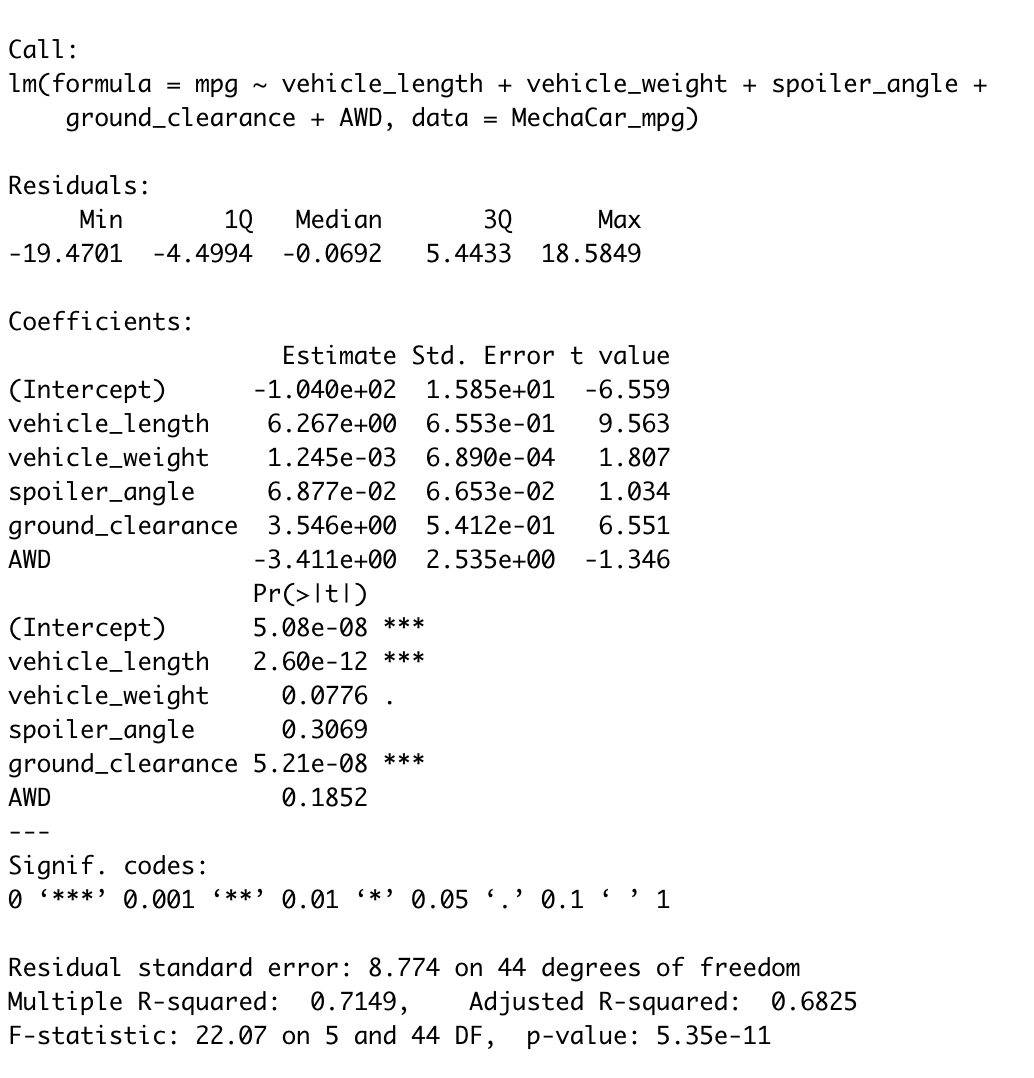 Call:
lm(formula = mpg ~ vehicle_length + vehicle_weight + spoiler_angle +
    ground_clearance + AWD, data = MechaCar_mpg)

Residuals:
     Min       1Q   Median       3Q      Max
-19.4701  -4.4994  -0.0692   5.4433  18.5849

Coefficients:
                   Estimate Std. Error t value
(Intercept)      -1.040e+02  1.585e+01  -6.559
vehicle_length    6.267e+00  6.553e-01   9.563
vehicle_weight    1.245e-03  6.890e-04   1.807
spoiler_angle     6.877e-02  6.653e-02   1.034
ground_clearance  3.546e+00  5.412e-01   6.551
AWD              -3.411e+00  2.535e+00  -1.346
                 Pr(>|t|)
(Intercept)      5.08e-08 ***
vehicle_length   2.60e-12 ***
vehicle_weight     0.0776 .
spoiler_angle      0.3069
ground_clearance 5.21e-08 ***
AWD                0.1852
---
Signif. codes:
0 ‘***’ 0.001 ‘**’ 0.01 ‘*’ 0.05 ‘.’ 0.1 ‘ ’ 1

Residual standard error: 8.774 on 44 degrees of freedom
Multiple R-squared:  0.7149,    Adjusted R-squared:  0.6825
F-statistic: 22.07 on 5 and 44 DF,  p-value: 5.35e-11